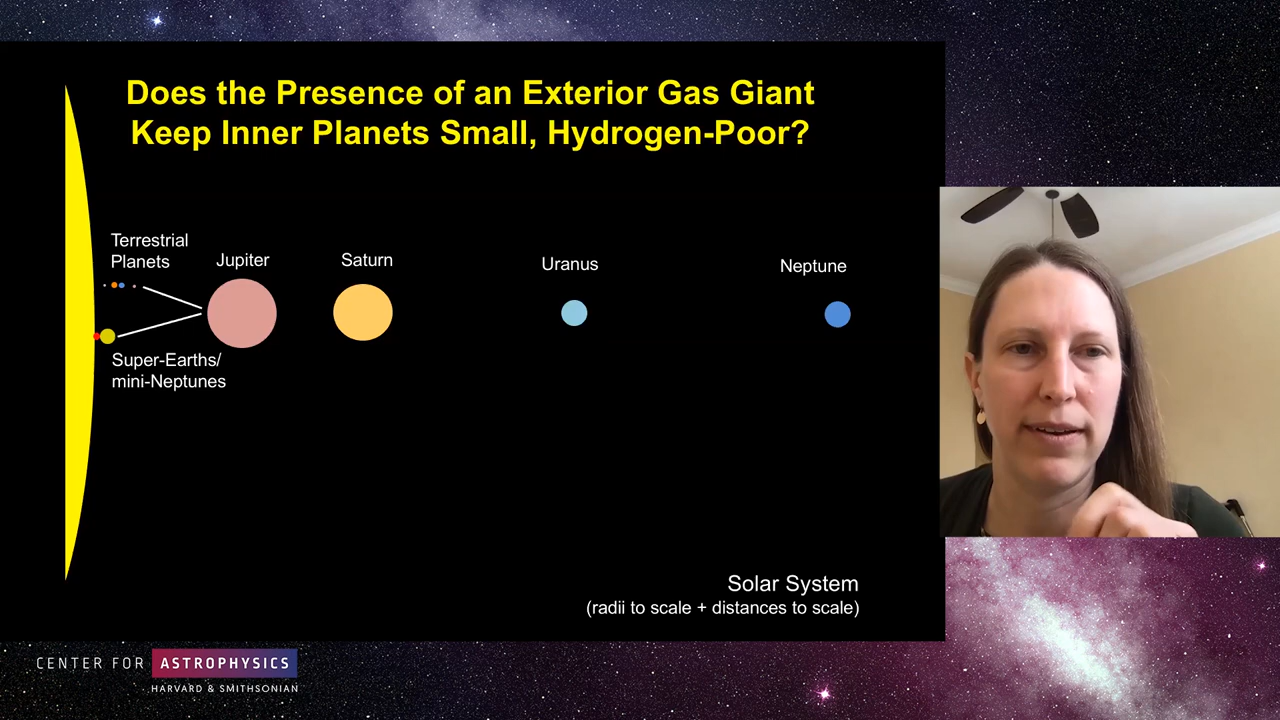 Does the Presence of an Exterior Gas Giant
Keep Inner Planets Small, Hydrogen-Poor?
Terrestrial
Planets
Jupiter
Saturn
Uranus
Neptune
Super-Earths/
mini-Neptunes
Solar System
(radii to scale + distances to scale)
CENTER FOR ASTROPHYSICS
HARVARD & SMITHSONIAN